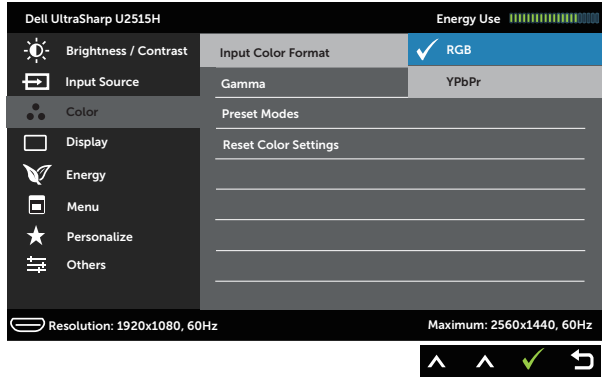 Dell UltraSharp U2515H
Energy Use
Brightness / Contrast
Input Source
Color
Display
Energy
Menu
Personalize
Others
Input Color Format
Gamma
Preset Modes
Reset Color Settings
RGB
YPbPr
Resolution: 1920x1080, 60Hz
Maximum: 2560x1440, 60Hz